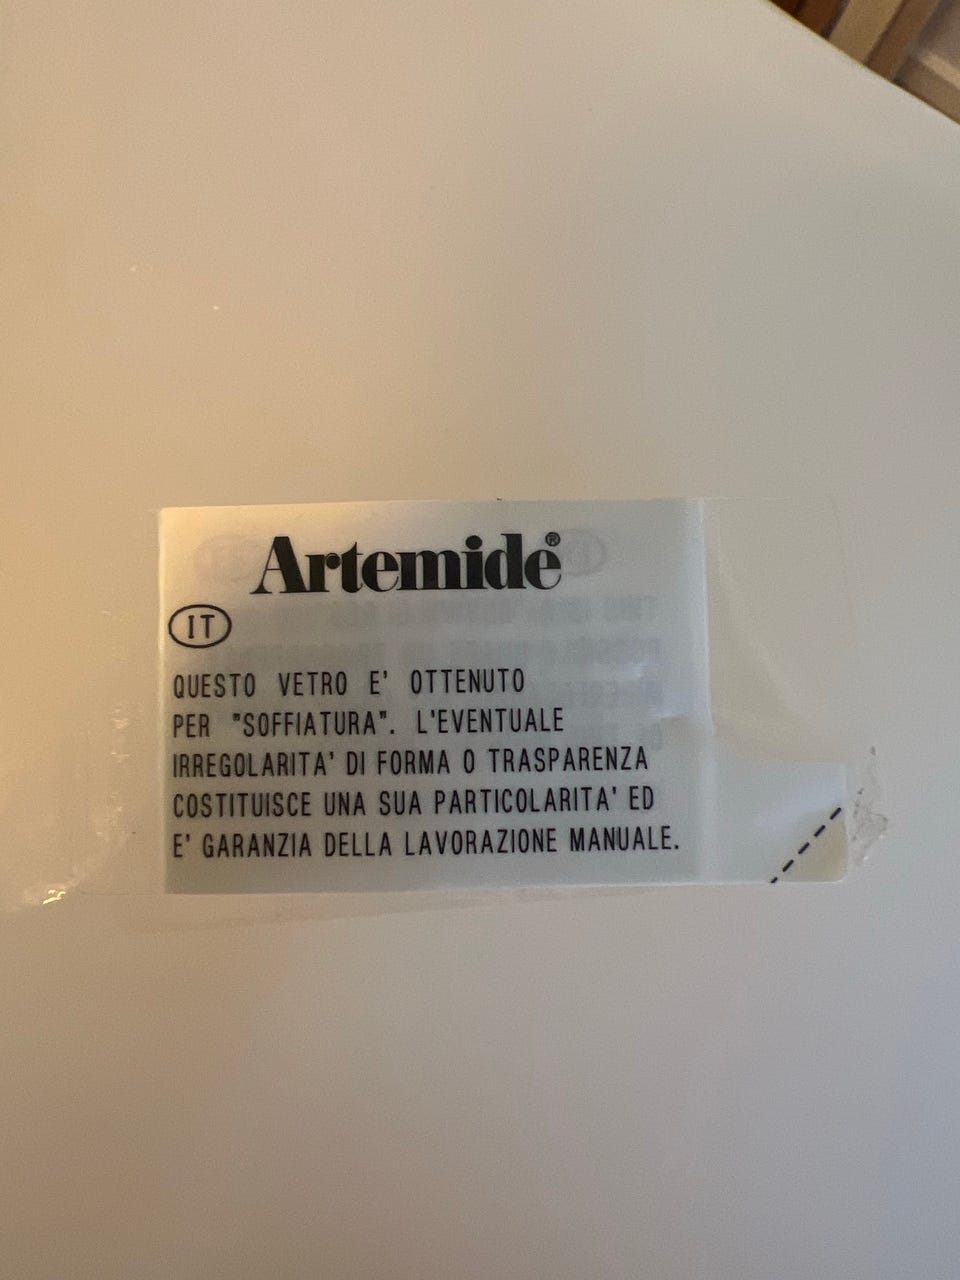 Artemide®
IT
QUESTO VETRO E' OTTENUTO
PER "SOFFIATURA". L'EVENTUALE
IRREGOLARITA' DI FORMA O TRASPARENZA
COSTITUISCE UNA SUA PARTICOLARITA' ED
E' GARANZIA DELLA LAVORAZIONE MANUALE.